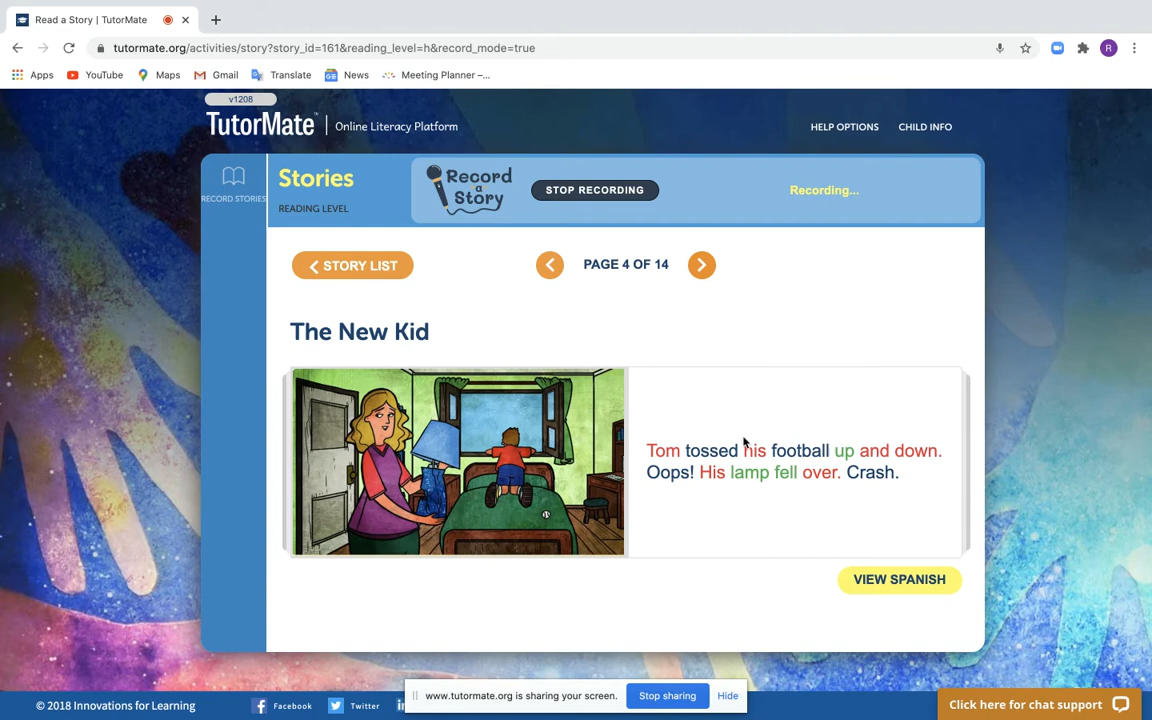 Read a Story | TutorMate
tutormate.org/activities/story?story_id=161&reading_level=h&record_mode=true
R
Apps YouTube Maps Gmail Translate News Meeting Planner –...
v1208
TutorMate™ | Online Literacy Platform
HELP OPTIONS CHILD INFO
RECORD STORIES
Stories
READING LEVEL
Record
a
Story
STOP RECORDING
Recording...
STORY LIST
PAGE 4 OF 14
The New Kid
Tom tossed his football up and down.
Oops! His lamp fell over. Crash.
VIEW SPANISH
www.tutormate.org is sharing your screen. Stop sharing Hide
© 2018 Innovations for Learning Facebook Twitter
Click here for chat support